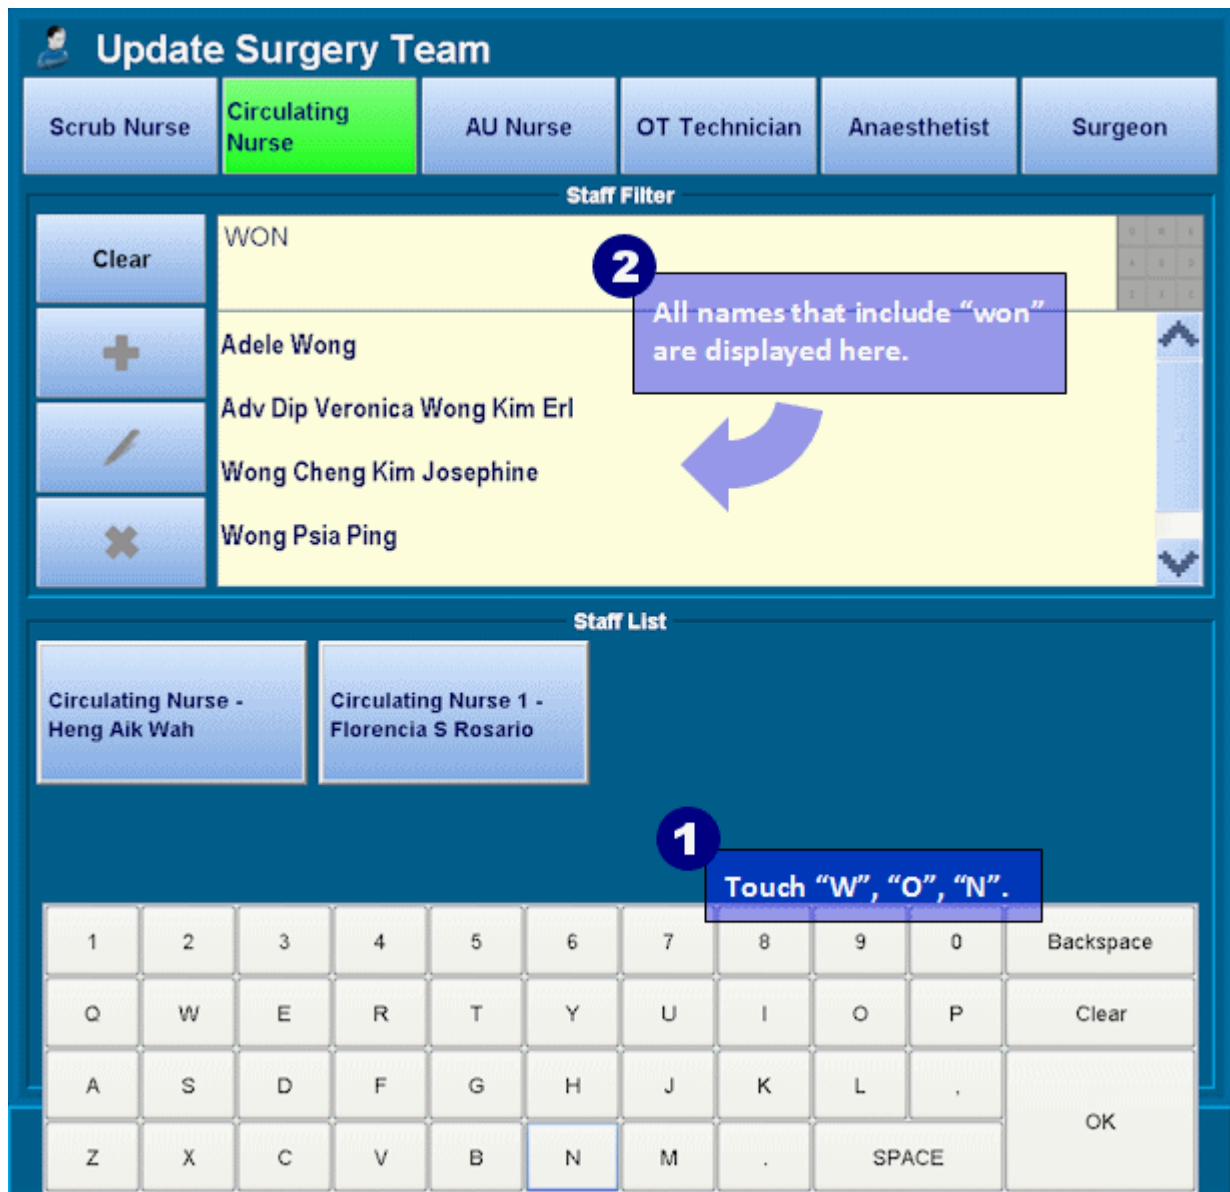 Update Surgery Team
Scrub Nurse
Circulating
Nurse
AU Nurse
OT Technician
Anaesthetist
Surgeon
Staff Filter
Clear
WON
2
All names that include “won”
are displayed here.
Adele Wong
Adv Dip Veronica Wong Kim Erl
Wong Cheng Kim Josephine
Wong Psia Ping
Staff List
Circulating Nurse -
Heng Aik Wah
Circulating Nurse 1 -
Florencia S Rosario
1
Touch “W”, “O”, “N”.
1 2 3 4 5 6 7 8 9 0 Backspace
Q W E R T Y U I O P Clear
A S D F G H J K L ,
OK
Z X C V B N M . SPACE